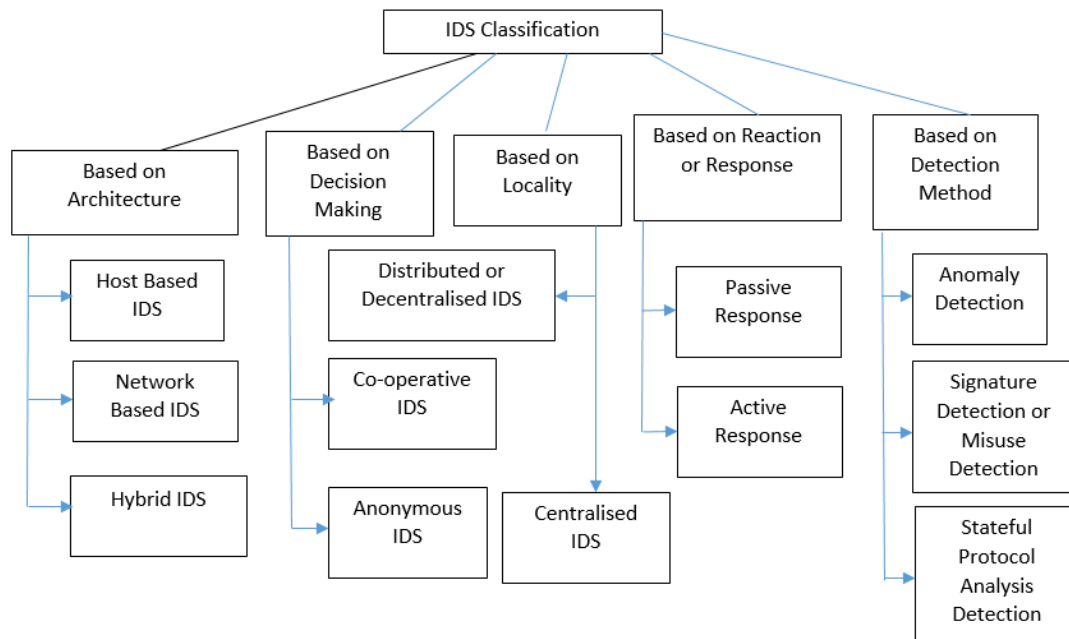 IDS Classification
Based on
Architecture
Based on
Decision
Making
Based on
Locality
Based on Reaction
or Response
Based on
Detection
Method
Host Based
IDS
Network
Based IDS
Hybrid IDS
Distributed or
Decentralised IDS
Co-operative
IDS
Anonymous
IDS
Centralised
IDS
Passive
Response
Active
Response
Anomaly
Detection
Signature
Detection or
Misuse
Detection
Stateful
Protocol
Analysis
Detection